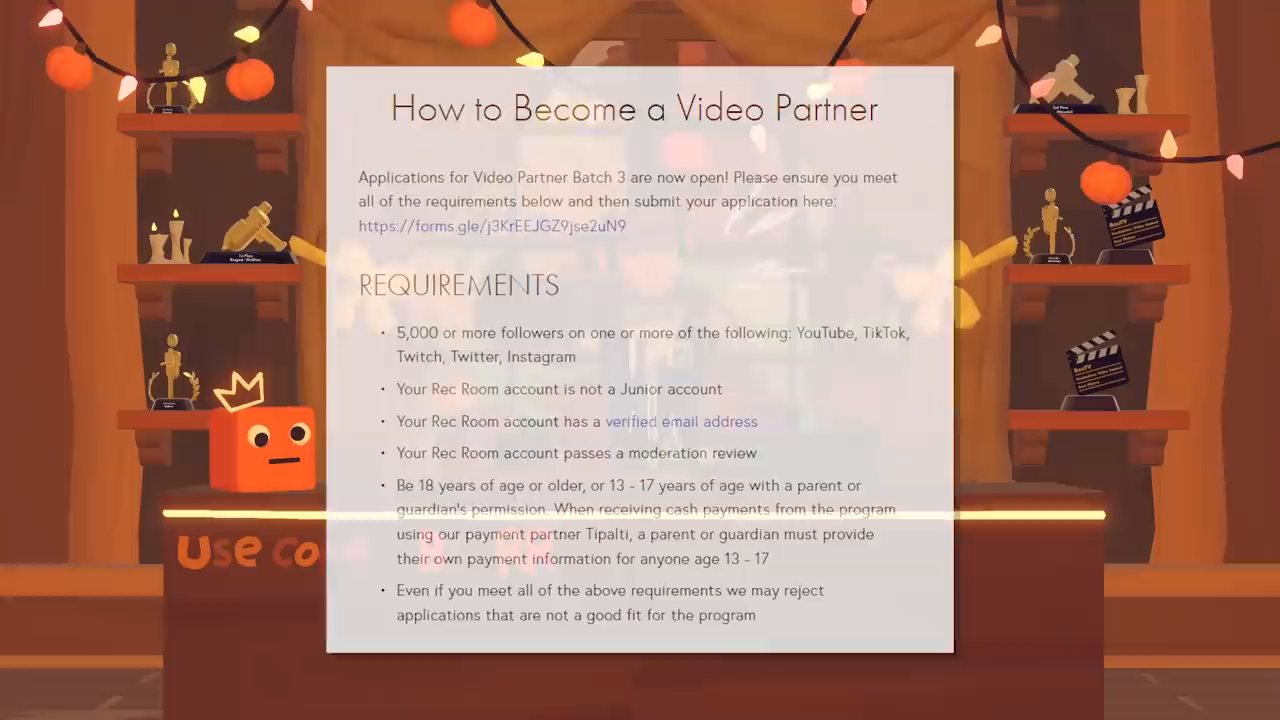 How to Become a Video Partner
Applications for Video Partner Batch 3 are now open! Please ensure you meet
all of the requirements below and then submit your application here:
https://forms.gle/j3KrEEJGZ9jse2uN9
REQUIREMENTS
• 5,000 or more followers on one or more of the following: YouTube, TikTok,
Twitch, Twitter, Instagram
• Your Rec Room account is not a Junior account
• Your Rec Room account has a verified email address
• Your Rec Room account passes a moderation review
• Be 18 years of age or older, or 13 - 17 years of age with a parent or
guardian's permission. When receiving cash payments from the program
using our payment partner Tipalti, a parent or guardian must provide
their own payment information for anyone age 13 - 17
• Even if you meet all of the above requirements we may reject
applications that are not a good fit for the program
Use co